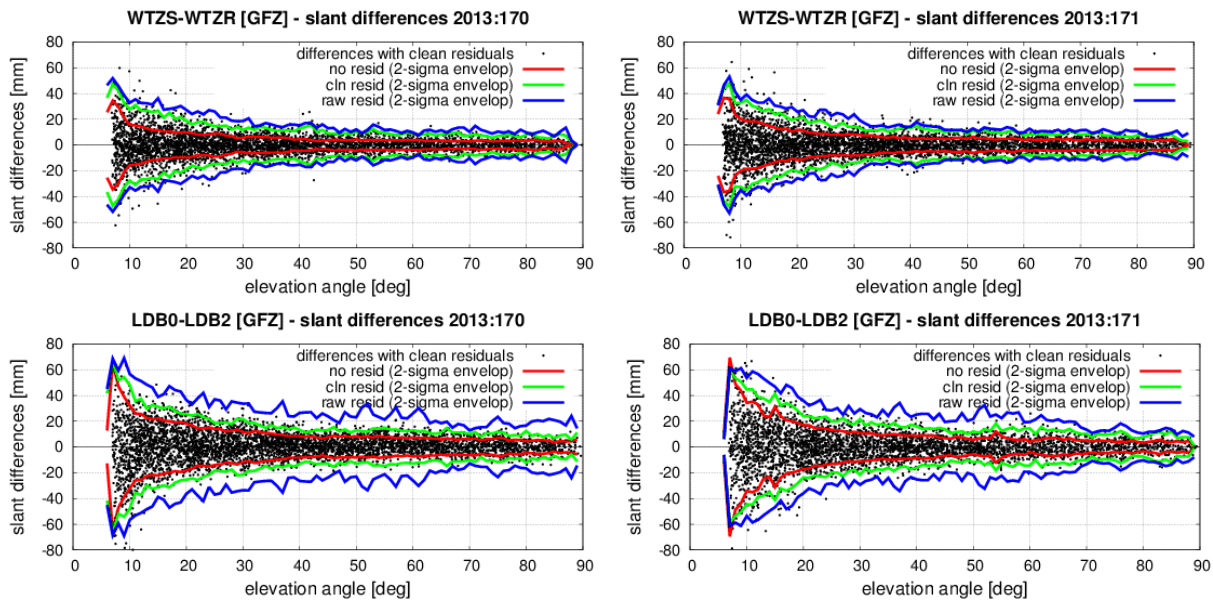 WTZS-WTZR [GFZ] - slant differences 2013:170
slant differences [mm]
80
60
40
20
0
-20
-40
-60
-80
differences with clean residuals
no resid (2-sigma envelop)
cln resid (2-sigma envelop)
raw resid (2-sigma envelop)
0 10 20 30 40 50 60 70 80 90
elevation angle [deg]
WTZS-WTZR [GFZ] - slant differences 2013:171
slant differences [mm]
80
60
40
20
0
-20
-40
-60
-80
differences with clean residuals
no resid (2-sigma envelop)
cln resid (2-sigma envelop)
raw resid (2-sigma envelop)
0 10 20 30 40 50 60 70 80 90
elevation angle [deg]
LDB0-LDB2 [GFZ] - slant differences 2013:170
slant differences [mm]
80
60
40
20
0
-20
-40
-60
-80
differences with clean residuals
no resid (2-sigma envelop)
cln resid (2-sigma envelop)
raw resid (2-sigma envelop)
0 10 20 30 40 50 60 70 80 90
elevation angle [deg]
LDB0-LDB2 [GFZ] - slant differences 2013:171
slant differences [mm]
80
60
40
20
0
-20
-40
-60
-80
differences with clean residuals
no resid (2-sigma envelop)
cln resid (2-sigma envelop)
raw resid (2-sigma envelop)
0 10 20 30 40 50 60 70 80 90
elevation angle [deg]